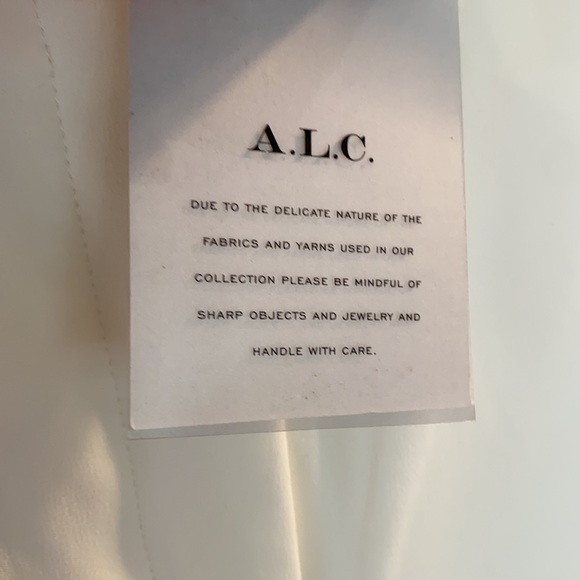 A.L.C.
DUE TO THE DELICATE NATURE OF THE
FABRICS AND YARNS USED IN OUR
COLLECTION PLEASE BE MINDFUL OF
SHARP OBJECTS AND JEWELRY AND
HANDLE WITH CARE.